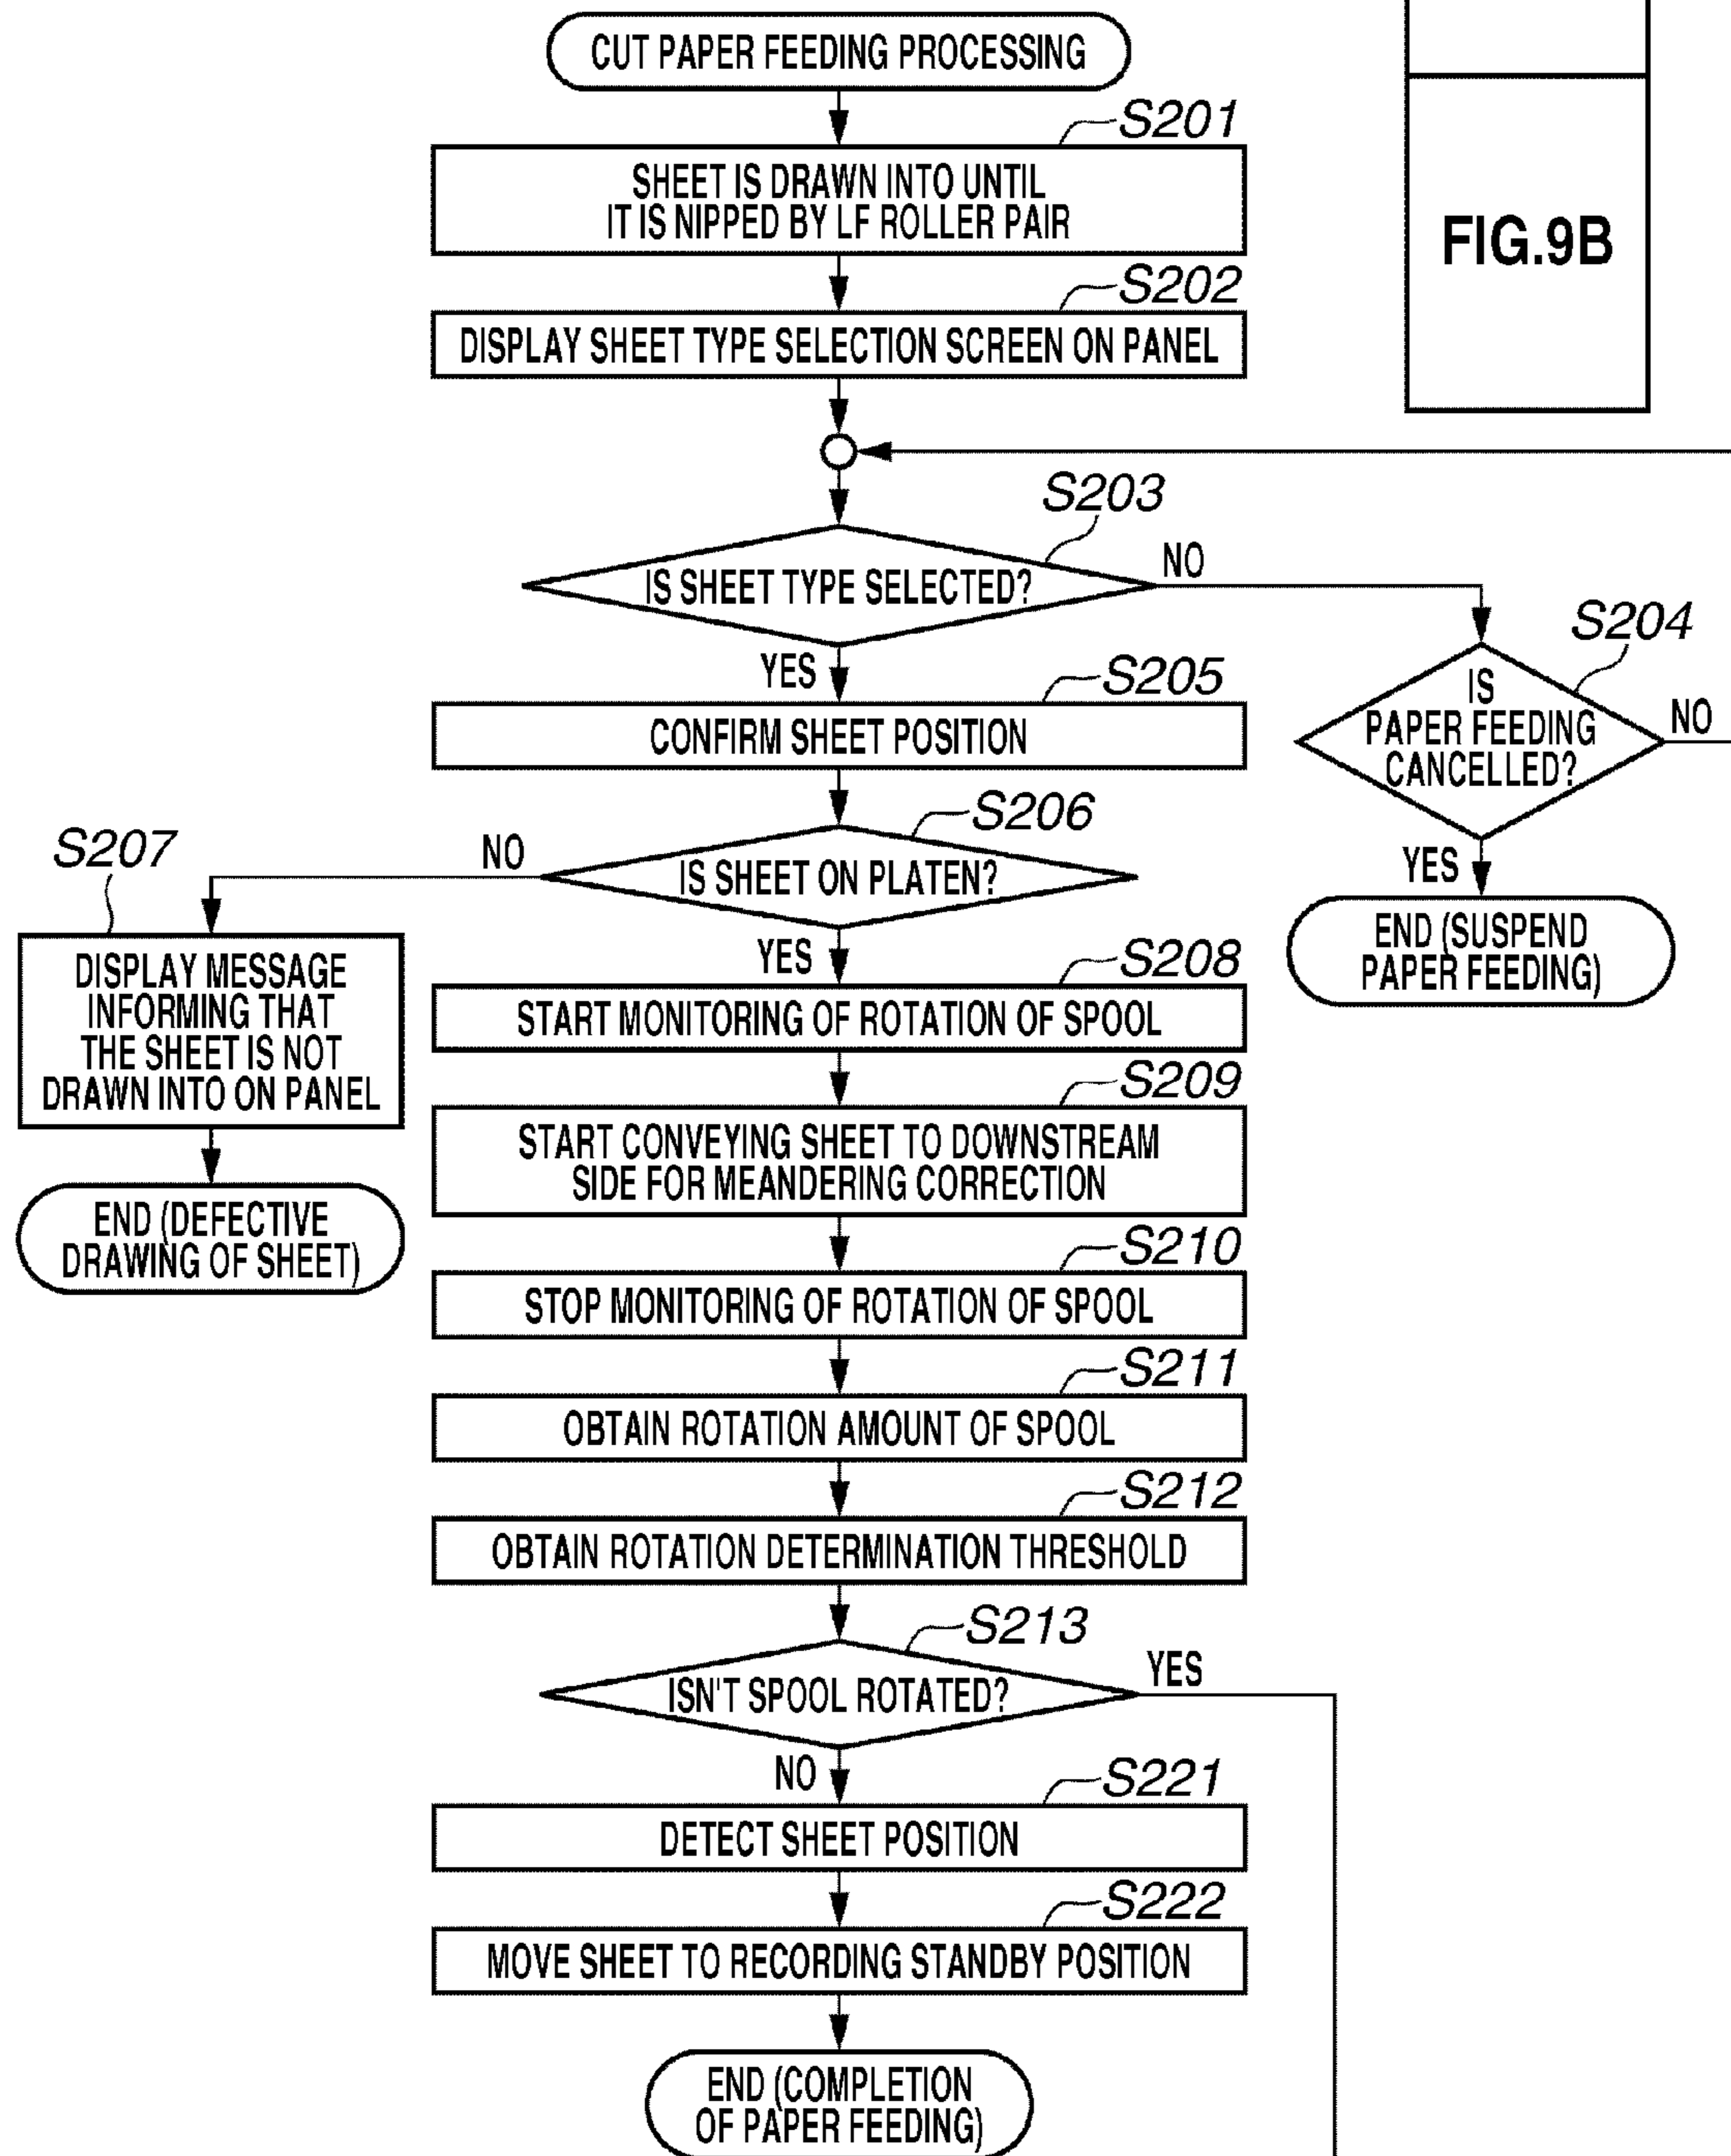 CUT PAPER FEEDING PROCESSING
S201
SHEET IS DRAWN INTO UNTIL
IT IS NIPPED BY LF ROLLER PAIR
FIG.9B
S202
DISPLAY SHEET TYPE SELECTION SCREEN ON PANEL
S203
IS SHEET TYPE SELECTED?
NO
S204
IS
PAPER FEEDING
CANCELLED?
NO
YES
END (SUSPEND
PAPER FEEDING)
YES
S205
CONFIRM SHEET POSITION
S206
IS SHEET ON PLATEN?
NO
S207
DISPLAY MESSAGE
INFORMING THAT
THE SHEET IS NOT
DRAWN INTO ON PANEL
END (DEFECTIVE
DRAWING OF SHEET)
YES
S208
START MONITORING OF ROTATION OF SPOOL
S209
START CONVEYING SHEET TO DOWNSTREAM
SIDE FOR MEANDERING CORRECTION
S210
STOP MONITORING OF ROTATION OF SPOOL
S211
OBTAIN ROTATION AMOUNT OF SPOOL
S212
OBTAIN ROTATION DETERMINATION THRESHOLD
S213
ISN'T SPOOL ROTATED?
YES
NO
S221
DETECT SHEET POSITION
S222
MOVE SHEET TO RECORDING STANDBY POSITION
END (COMPLETION
OF PAPER FEEDING)